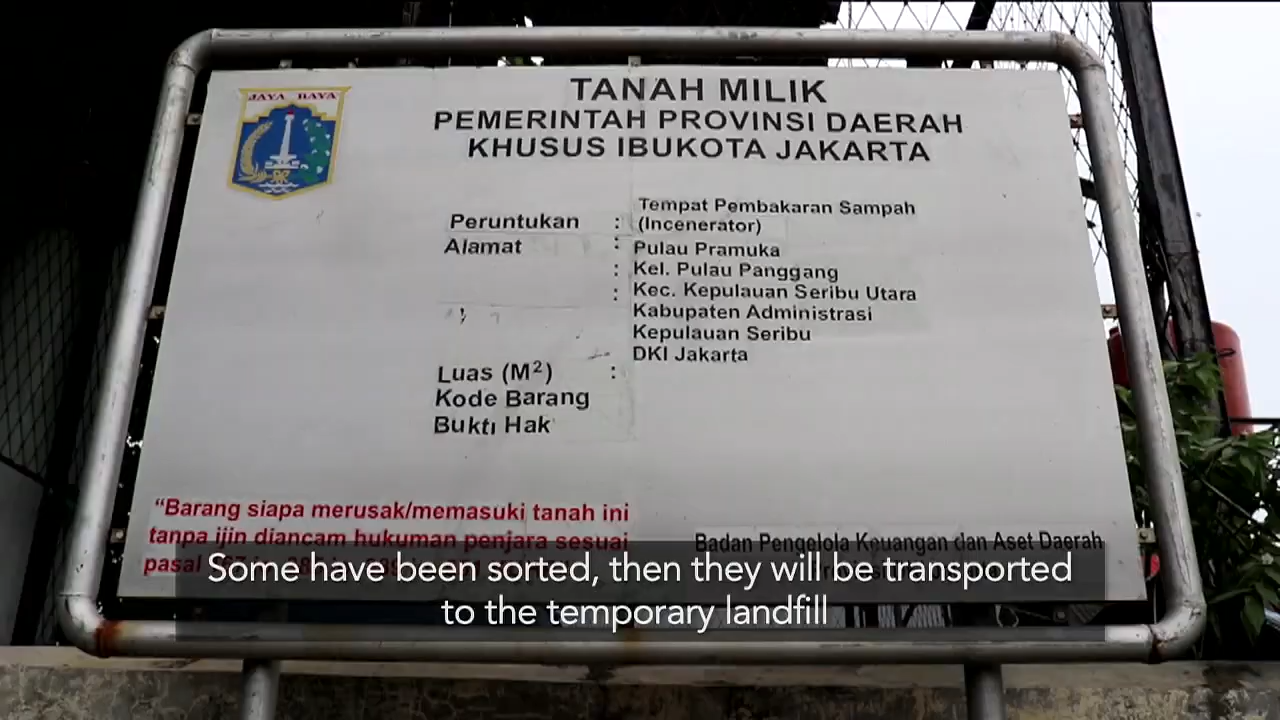 JAYA RAYA
TANAH MILIK
PEMERINTAH PROVINSI DAERAH
KHUSUS IBUKOTA JAKARTA
Peruntukan : Tempat Pembakaran Sampah
(Incenerator)
Alamat : Pulau Pramuka
: Kel. Pulau Panggang
: Kec. Kepulauan Seribu Utara
Kabupaten Administrasi
Kepulauan Seribu
DKI Jakarta
Luas (M²) :
Kode Barang
Bukti Hak
"Barang siapa merusak/memasuki tanah ini
tanpa ijin diancam hukuman penjara sesuai
pasal
Badan Pengelola Keuangan dan Aset Daerah
Some have been sorted, then they will be transported
to the temporary landfill